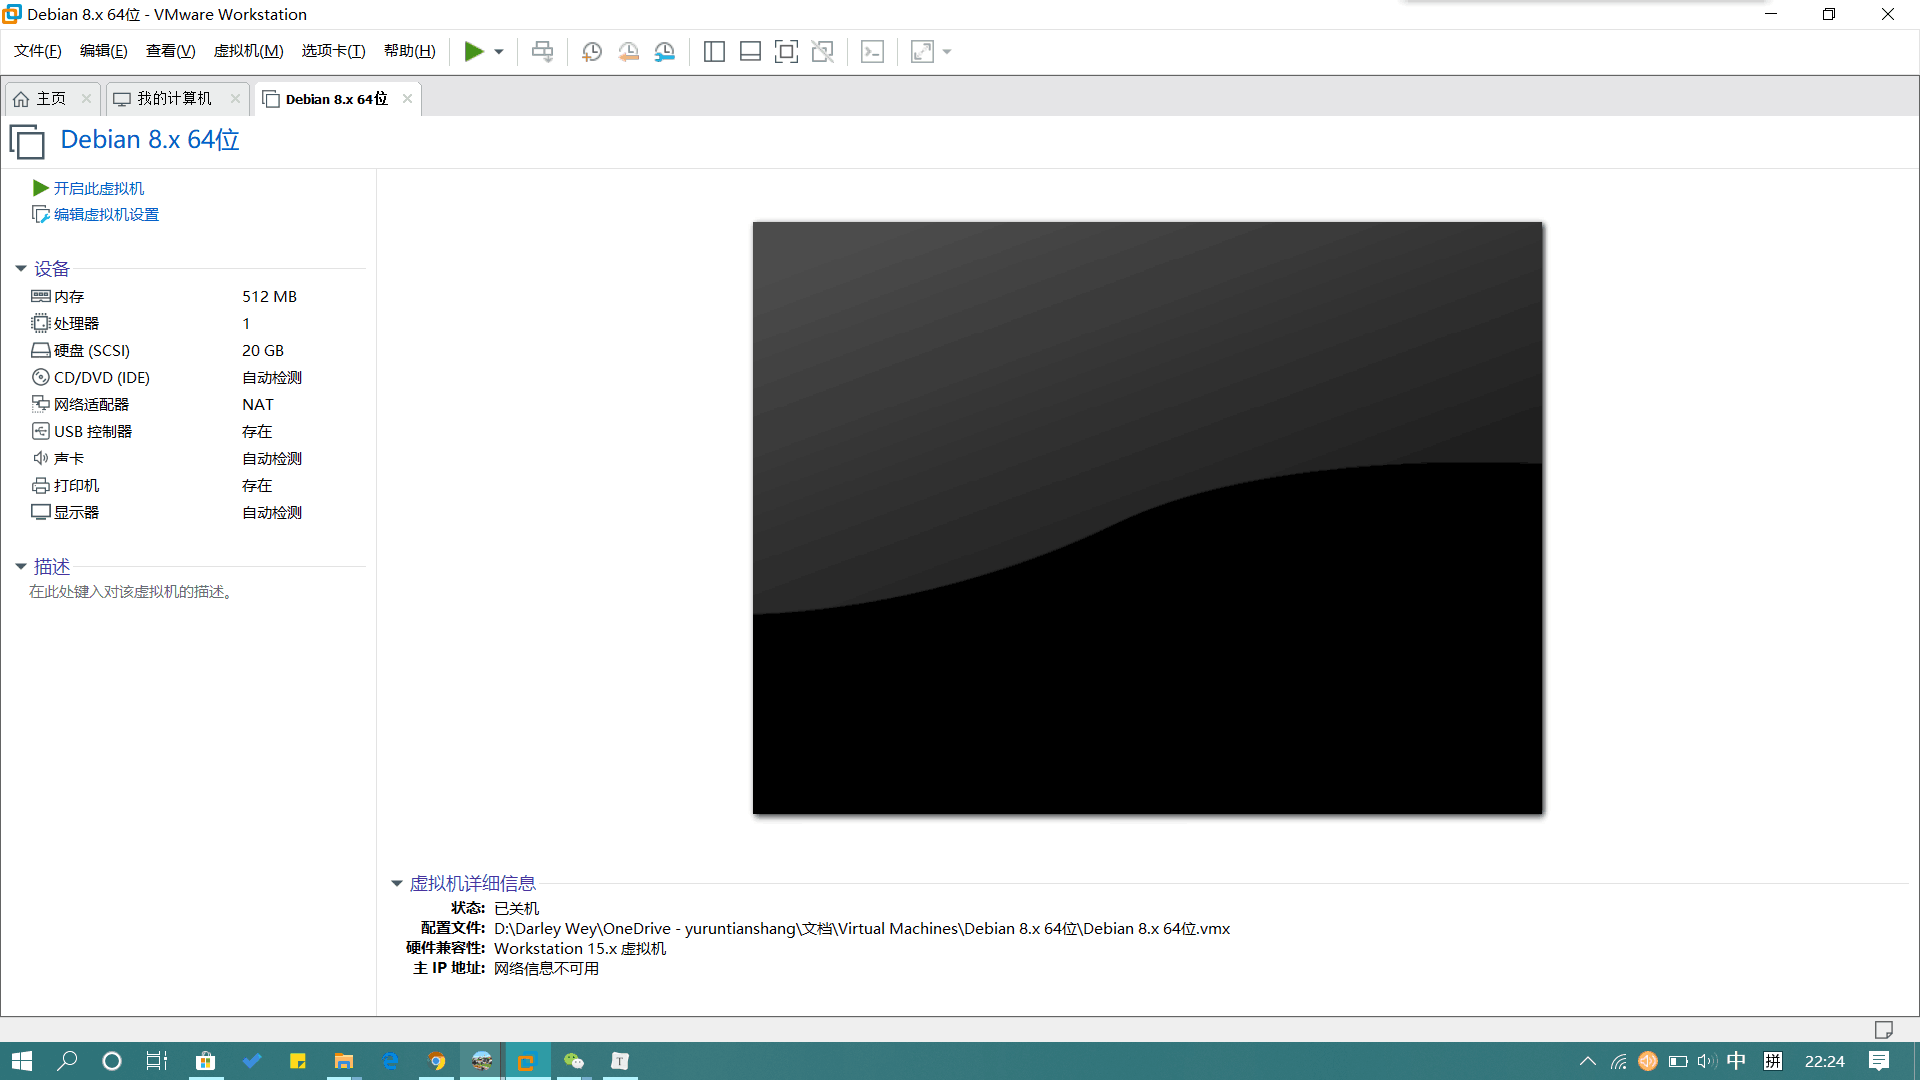 Debian 8.x 64位 - VMware Workstation
文件(F) 编辑(E) 查看(V) 虚拟机(M) 选项卡(T) 帮助(H)
主页 我的计算机 Debian 8.x 64位
Debian 8.x 64位
开启此虚拟机
编辑虚拟机设置
设备
内存 512 MB
处理器 1
硬盘 (SCSI) 20 GB
CD/DVD (IDE) 自动检测
网络适配器 NAT
USB 控制器 存在
声卡 自动检测
打印机 存在
显示器 自动检测
描述
在此处键入对该虚拟机的描述。
虚拟机详细信息
状态: 已关机
配置文件: D:\Darley Wey\OneDrive - yuruntianshang\文档\Virtual Machines\Debian 8.x 64位\Debian 8.x 64位.vmx
硬件兼容性: Workstation 15.x 虚拟机
主 IP 地址: 网络信息不可用
T 中 拼 22:24